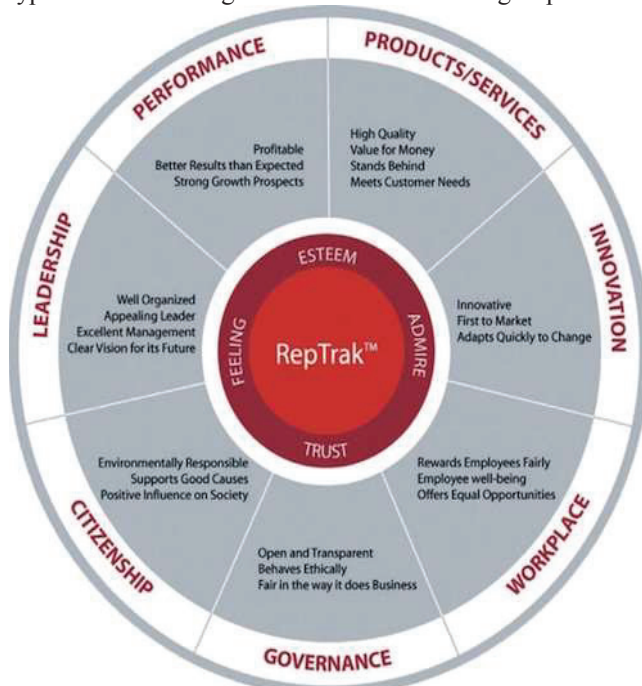 PERFORMANCE
PRODUCTS/SERVICES
Profitable
Better Results than Expected
Strong Growth Prospects
High Quality
Value for Money
Stands Behind
Meets Customer Needs
LEADERSHIP
INNOVATION
Well Organized
Appealing Leader
Excellent Management
Clear Vision for its Future
ESTEEM
FEELING
RepTrak™
ADMIRE
TRUST
Innovative
First to Market
Adapts Quickly to Change
Environmentally Responsible
Supports Good Causes
Positive Influence on Society
Rewards Employees Fairly
Employee well-being
Offers Equal Opportunities
CITIZENSHIP
WORKPLACE
Open and Transparent
Behaves Ethically
Fair in the way it does Business
GOVERNANCE